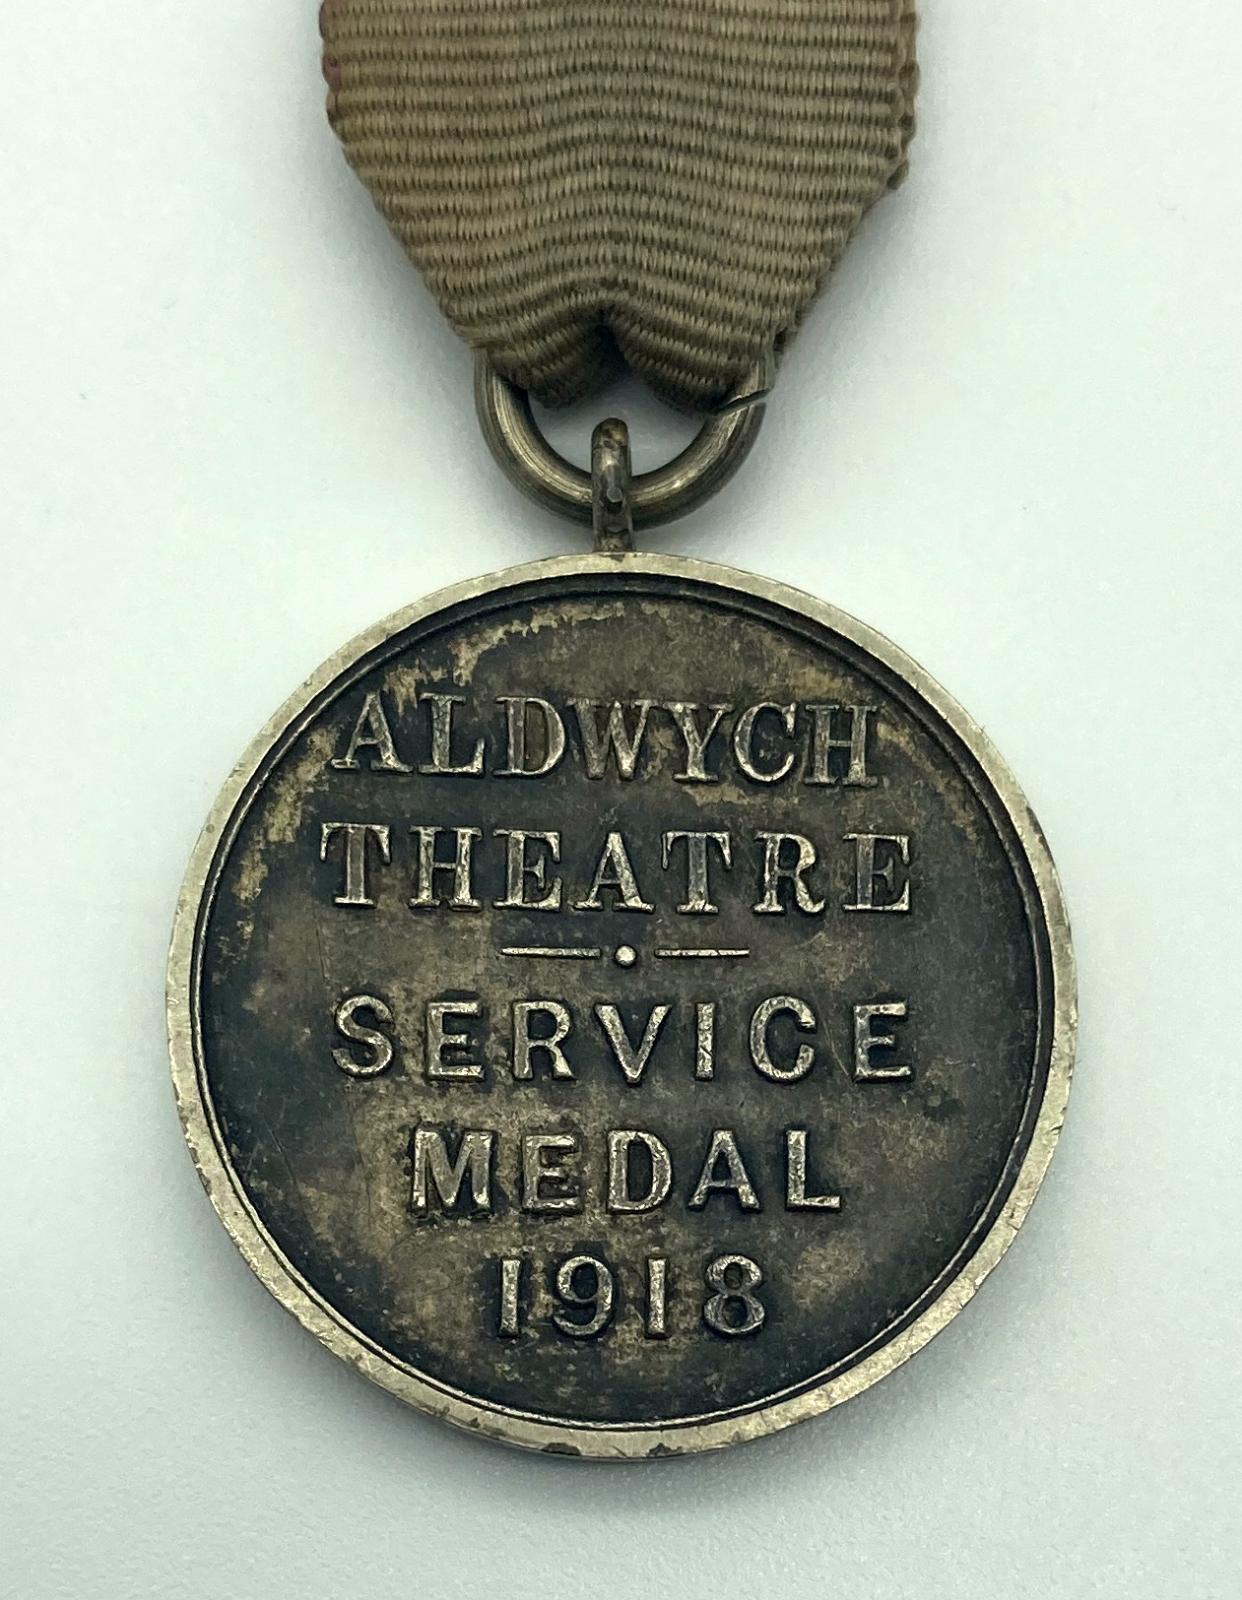 ALDWYCH
THEATRE
SERVICE
MEDAL
1918